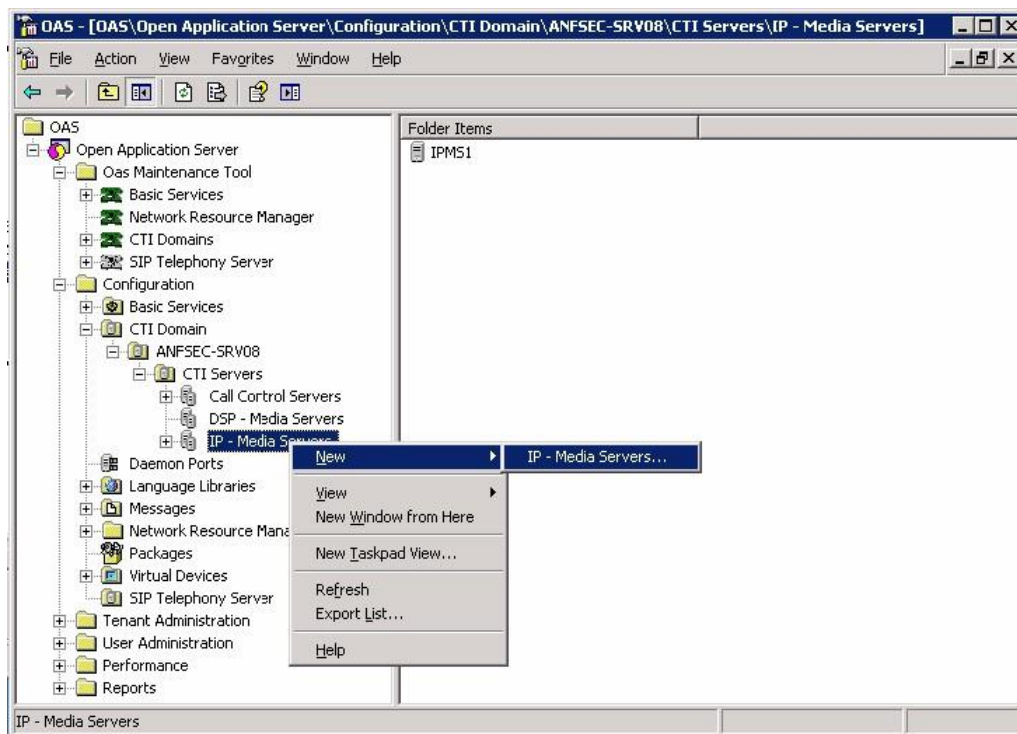 OAS - [OAS\Open Application Server\Configuration\CTI Domain\ANFSEC-SRV08\CTI Servers\IP - Media Servers]
File Action View Favorites Window Help
OAS
Open Application Server
Oas Maintenance Tool
Basic Services
Network Resource Manager
CTI Domains
SIP Telephony Server
Configuration
Basic Services
CTI Domain
ANFSEC-SRV08
CTI Servers
Call Control Servers
DSP - Media Servers
IP - Media Servers
Daemon Ports
Language Libraries
Messages
Network Resource Mana
Packages
Virtual Devices
SIP Telephony Server
Tenant Administration
User Administration
Performance
Reports
Folder Items
IPMS1
New
IP - Media Servers...
View
New Window from Here
New Taskpad View...
Refresh
Export List...
Help
IP - Media Servers